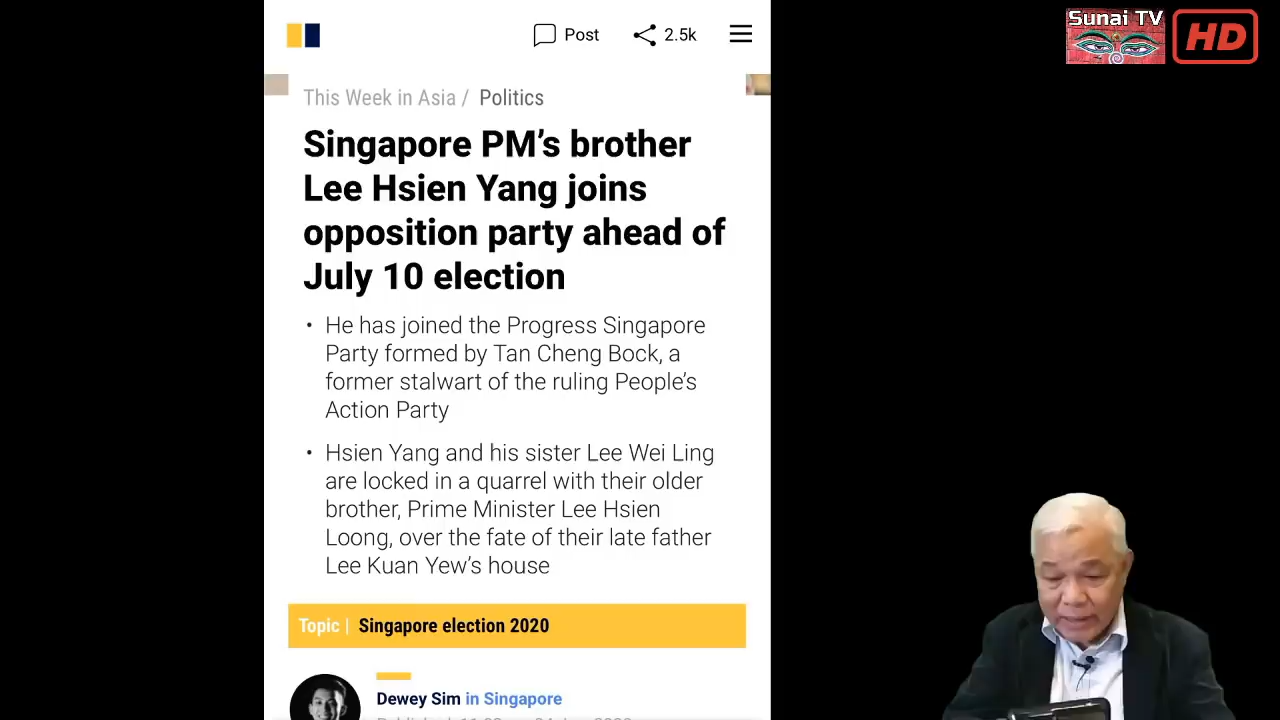 Sunai TV
HD
Post
2.5k
This Week in Asia / Politics
Singapore PM’s brother
Lee Hsien Yang joins
opposition party ahead of
July 10 election
• He has joined the Progress Singapore
Party formed by Tan Cheng Bock, a
former stalwart of the ruling People’s
Action Party
• Hsien Yang and his sister Lee Wei Ling
are locked in a quarrel with their older
brother, Prime Minister Lee Hsien
Loong, over the fate of their late father
Lee Kuan Yew’s house
Topic | Singapore election 2020
Dewey Sim in Singapore